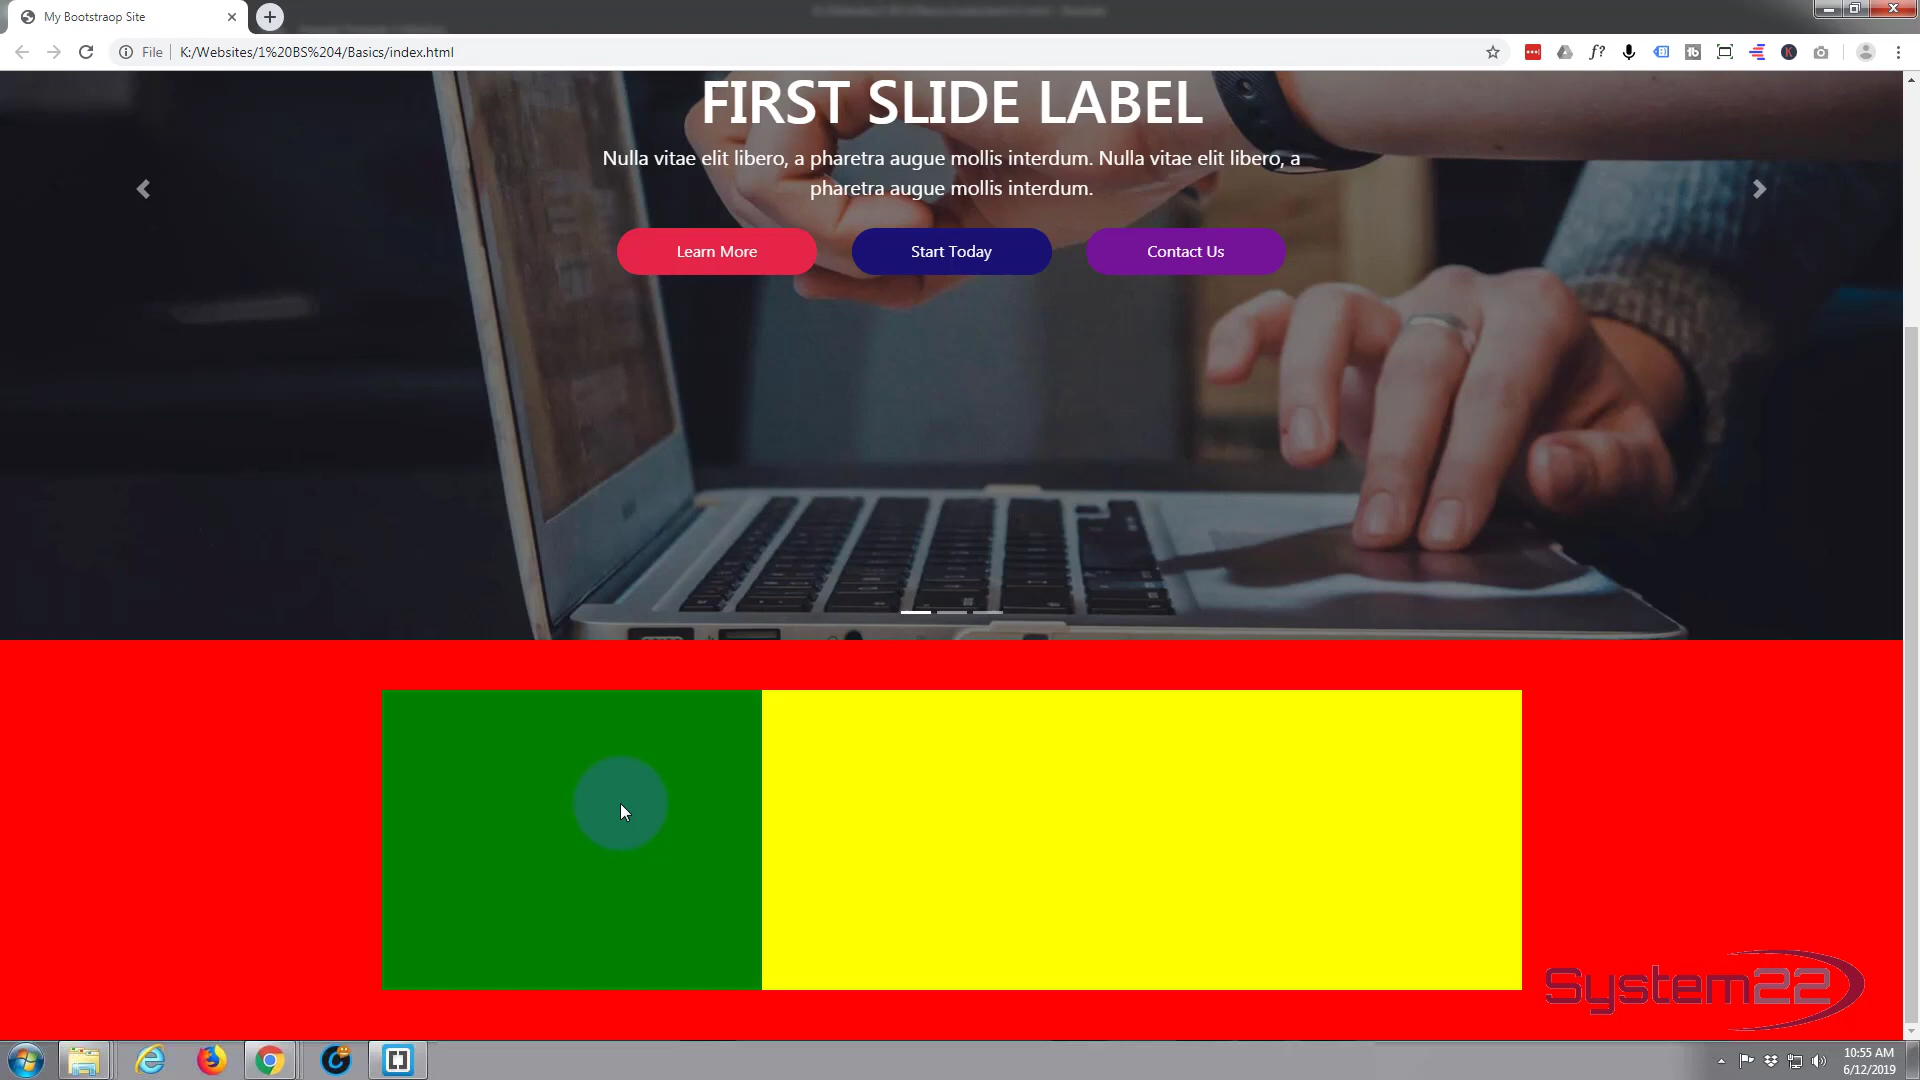 My Bootstraop Site
File
K:/Websites/1%20BS%204/Basics/index.html
FIRST SLIDE LABEL
Nulla vitae elit libero, a pharetra augue mollis interdum. Nulla vitae elit libero, a
pharetra augue mollis interdum.
Learn More
Start Today
Contact Us
System22
10:55 AM
6/12/2019